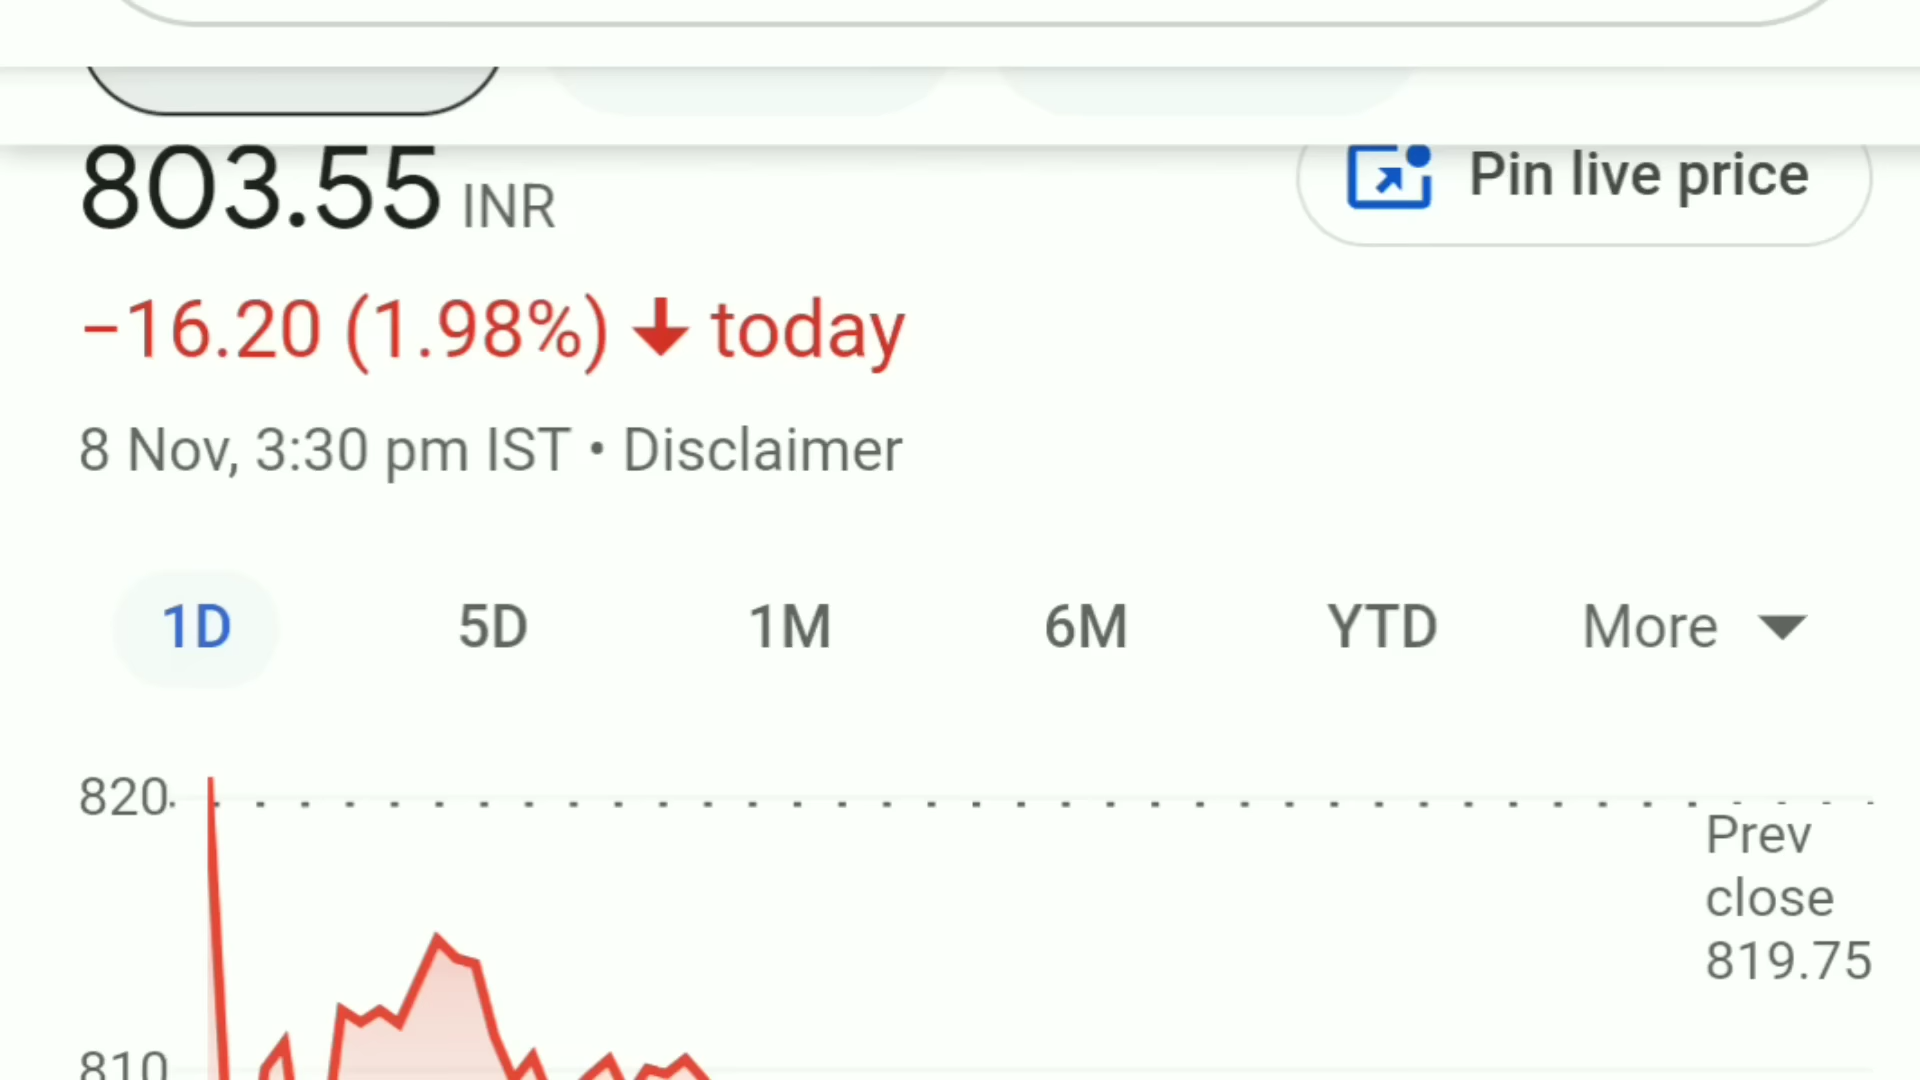 803.55 INR
Pin live price
−16.20 (1.98%) ↓ today
8 Nov, 3:30 pm IST • Disclaimer
1D 5D 1M 6M YTD More
820
Prev
close
819.75
810